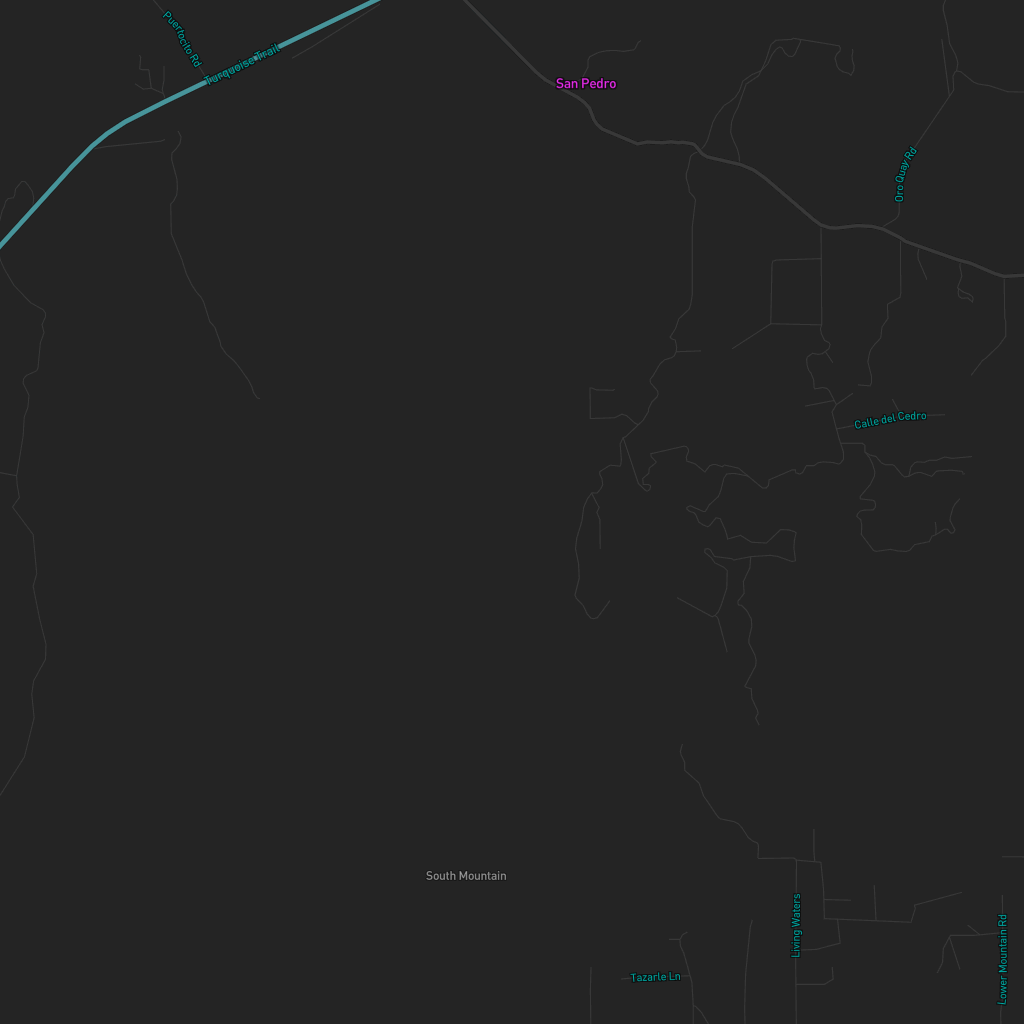 Puertocito Rd
Turquoise Trail
San Pedro
Oro Quay Rd
Calle del Cedro
South Mountain
Living Waters
Lower Mountain Rd
Tazarle Ln